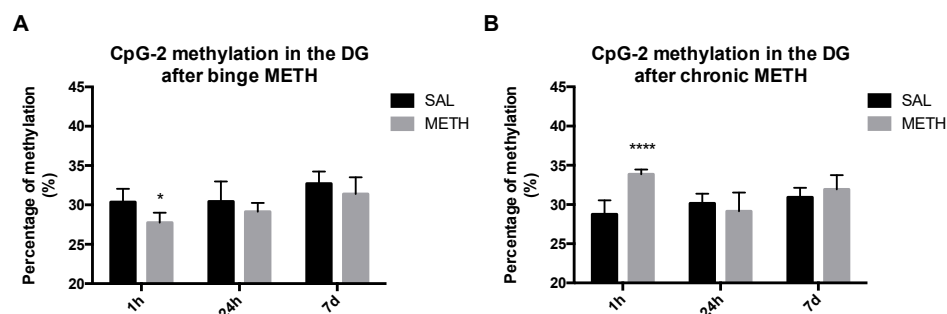 A
CpG-2 methylation in the DG
after binge METH
Percentage of methylation
(%)
45
40
35
30
25
20
*
1h
24h
7d
SAL
METH
B
CpG-2 methylation in the DG
after chronic METH
Percentage of methylation
(%)
45
40
35
30
25
20
****
1h
24h
7d
SAL
METH